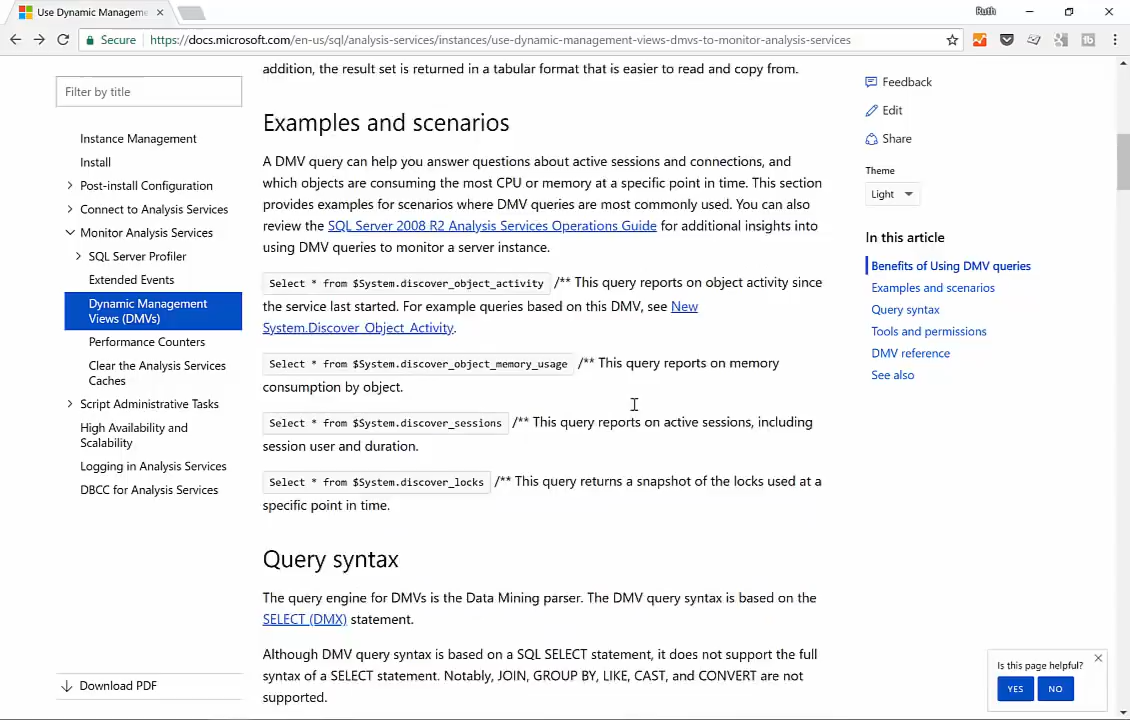 Use Dynamic Managem
Ruth
Secure
https://docs.microsoft.com/en-us/sql/analysis-services/instances/use-dynamic-management-views-dmvs-to-monitor-analysis-services
Filter by title
Instance Management
Install
Post-install Configuration
Connect to Analysis Services
Monitor Analysis Services
SQL Server Profiler
Extended Events
Dynamic Management
Views (DMVs)
Performance Counters
Clear the Analysis Services
Caches
Script Administrative Tasks
High Availability and
Scalability
Logging in Analysis Services
DBCC for Analysis Services
Download PDF
addition, the result set is returned in a tabular format that is easier to read and copy from.
Examples and scenarios
A DMV query can help you answer questions about active sessions and connections, and
which objects are consuming the most CPU or memory at a specific point in time. This section
provides examples for scenarios where DMV queries are most commonly used. You can also
review the SQL Server 2008 R2 Analysis Services Operations Guide for additional insights into
using DMV queries to monitor a server instance.
Select * from $System.discover_object_activity /** This query reports on object activity since
the service last started. For example queries based on this DMV, see New
System.Discover_Object_Activity.
Select * from $System.discover_object_memory_usage /** This query reports on memory
consumption by object.
Select * from $System.discover_sessions /** This query reports on active sessions, including
session user and duration.
Select * from $System.discover_locks /** This query returns a snapshot of the locks used at a
specific point in time.
Query syntax
The query engine for DMVs is the Data Mining parser. The DMV query syntax is based on the
SELECT (DMX) statement.
Although DMV query syntax is based on a SQL SELECT statement, it does not support the full
syntax of a SELECT statement. Notably, JOIN, GROUP BY, LIKE, CAST, and CONVERT are not
supported.
Feedback
Edit
Share
Theme
Light
In this article
Benefits of Using DMV queries
Examples and scenarios
Query syntax
Tools and permissions
DMV reference
See also
Is this page helpful?
YES
NO